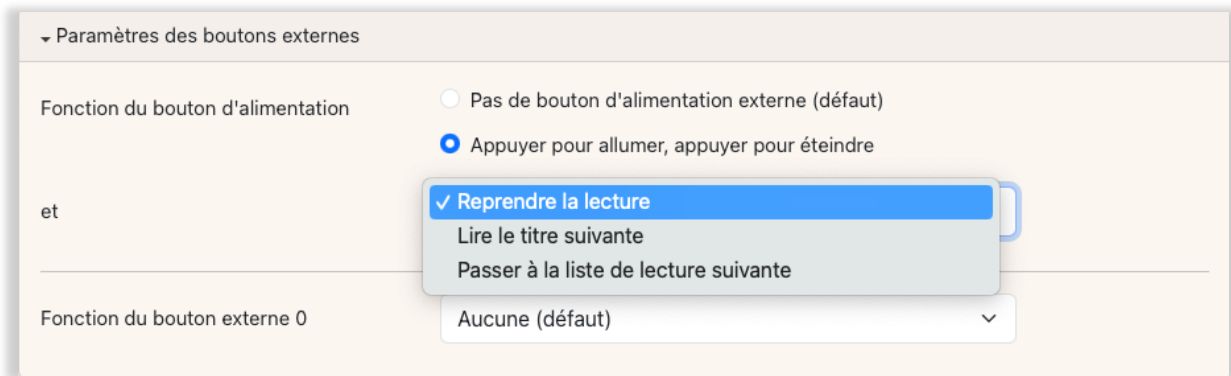 Paramètres des boutons externes
Fonction du bouton d'alimentation
Pas de bouton d'alimentation externe (défaut)
Appuyer pour allumer, appuyer pour éteindre
et
✓ Reprendre la lecture
Lire le titre suivante
Passer à la liste de lecture suivante
Fonction du bouton externe 0
Aucune (défaut)